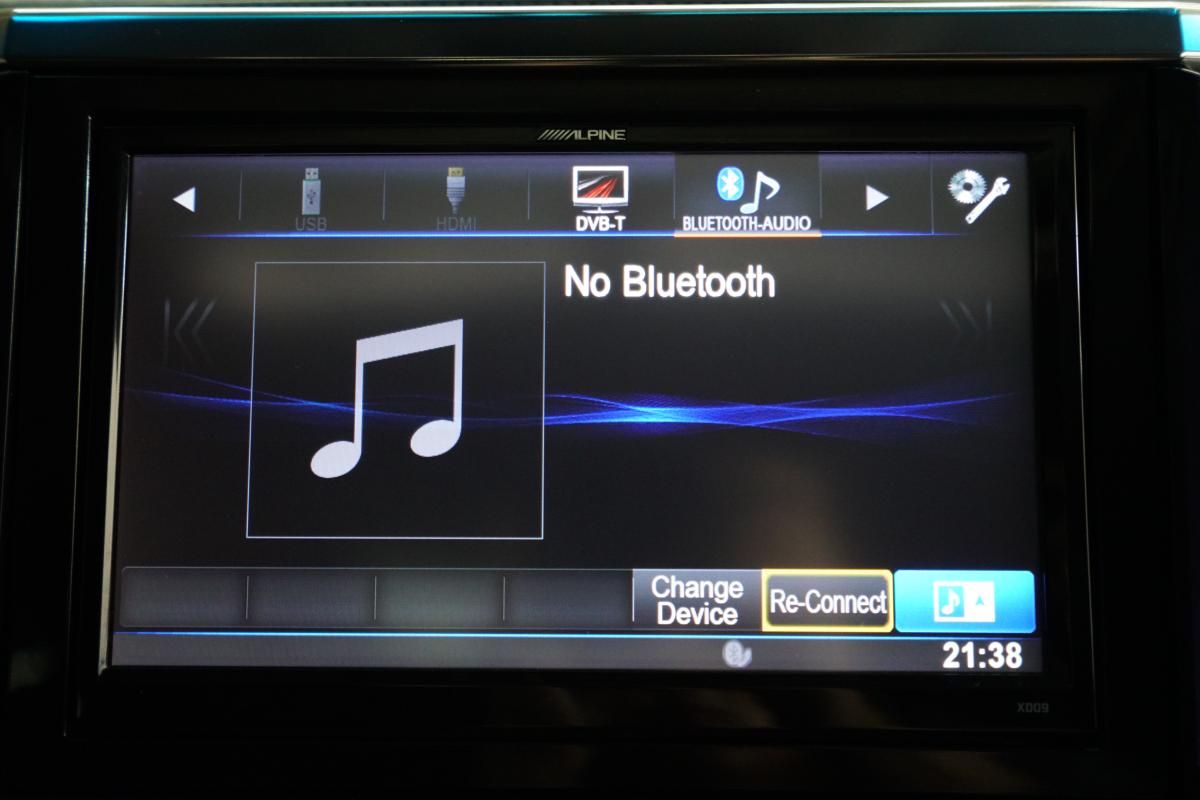 ALPINE
USB
HDMI
DVB-T
BLUETOOTH-AUDIO
No Bluetooth
Change
Device
Re-Connect
21:38
X009